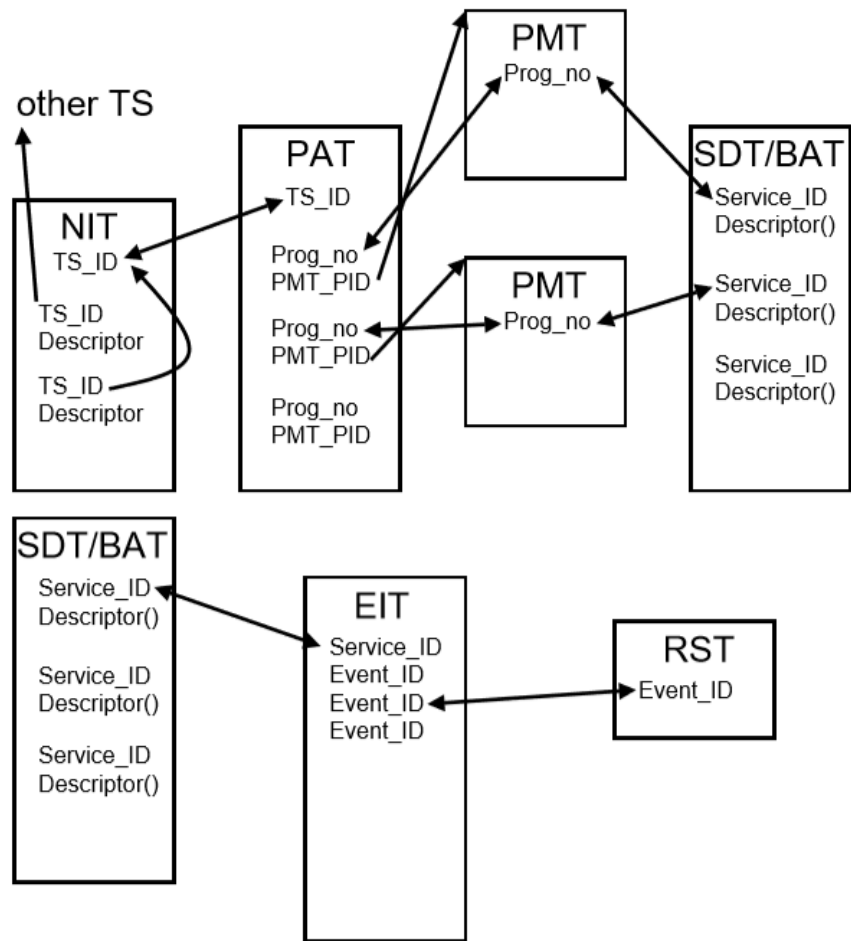 other TS
NIT
TS_ID
TS_ID
Descriptor
TS_ID
Descriptor
PAT
TS_ID
Prog_no
PMT_PID
Prog_no
PMT_PID
Prog_no
PMT_PID
PMT
Prog_no
PMT
Prog_no
SDT/BAT
Service_ID
Descriptor()
Service_ID
Descriptor()
Service_ID
Descriptor()
SDT/BAT
Service_ID
Descriptor()
Service_ID
Descriptor()
Service_ID
Descriptor()
EIT
Service_ID
Event_ID
Event_ID
Event_ID
RST
Event_ID